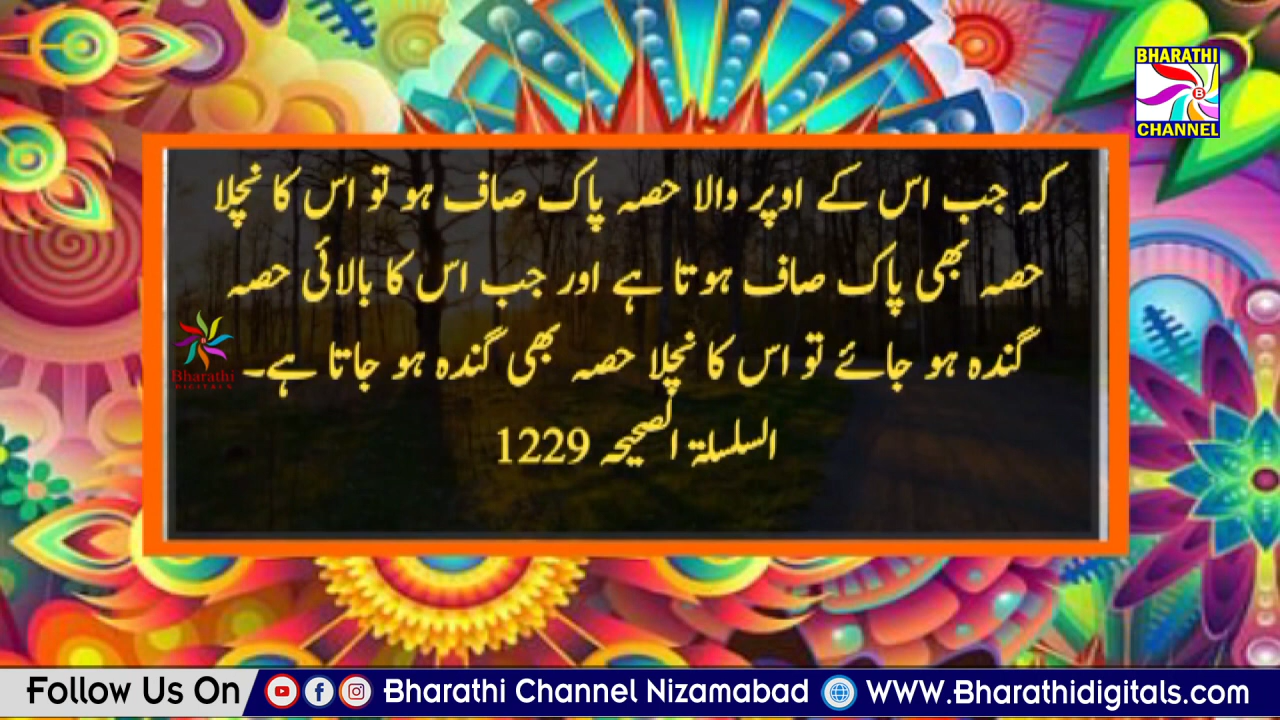 BHARATHI
CHANNEL
کہ جب اس کے اوپر والا حصہ پاک صاف ہو تو اس کا نچلا
حصہ بھی پاک صاف ہوتا ہے اور جب اس کا بالائی حصہ
گندہ ہو جائے تو اس کا نچلا حصہ بھی گندہ ہو جاتا ہے۔
السلسلۃ الصحیحہ 1229
Bharathi
DIGITALS
Follow Us On Bharathi Channel Nizamabad WWW.Bharathidigitals.com